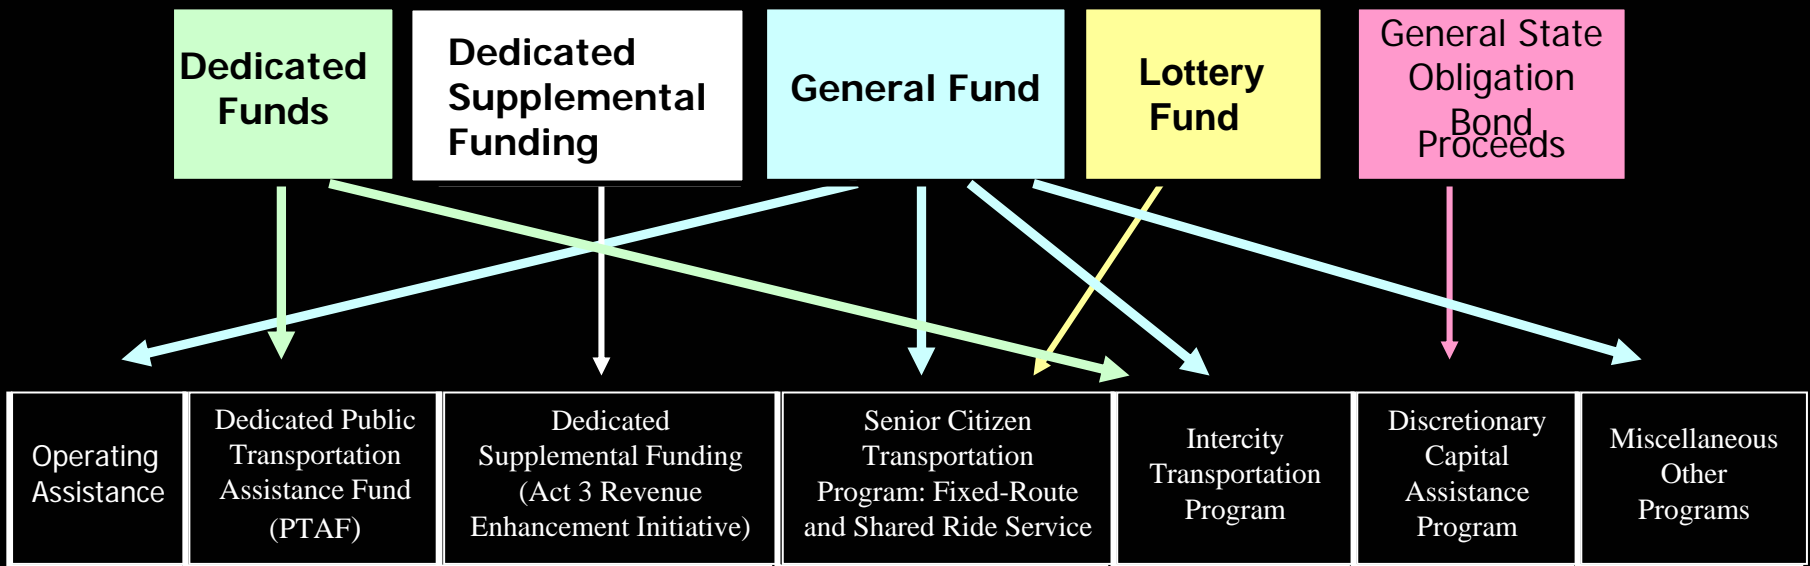 Dedicated
Funds
Dedicated
Supplemental
Funding
General Fund
Lottery
Fund
General State
Obligation
Bond
Proceeds
Operating
Assistance
Dedicated Public
Transportation
Assistance Fund
(PTAF)
Dedicated
Supplemental Funding
(Act 3 Revenue
Enhancement Initiative)
Senior Citizen
Transportation
Program: Fixed-Route
and Shared Ride Service
Intercity
Transportation
Program
Discretionary
Capital
Assistance
Program
Miscellaneous
Other
Programs